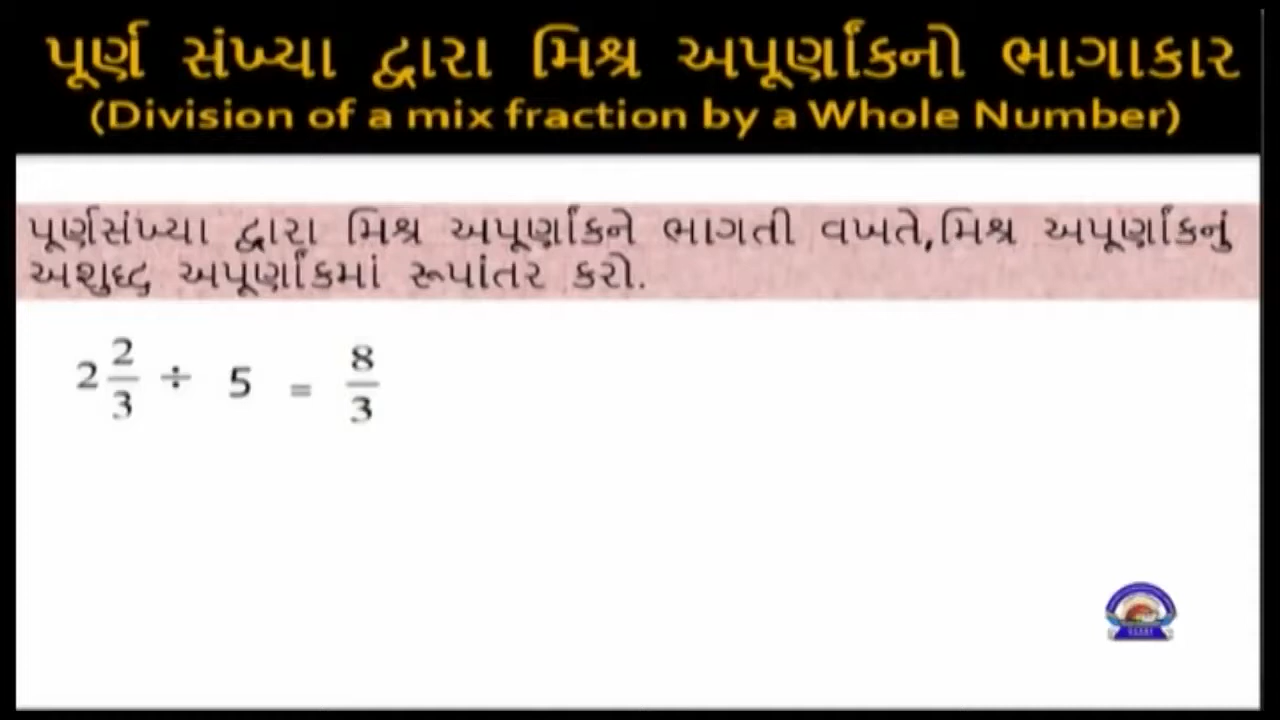 પૂર્ણ સંખ્યા દ્વારા મિશ્ર અપૂર્ણાંકનો ભાગાકાર
(Division of a mix fraction by a Whole Number)
પૂર્ણસંખ્યા દ્વારા મિશ્ર અપૂર્ણાંકને ભાગતી વખતે,મિશ્ર અપૂર્ણાંકનું
અશુદ્ધ અપૂર્ણાંકમાં રૂપાંતર કરો.
2 2/3 ÷ 5 = 8/3